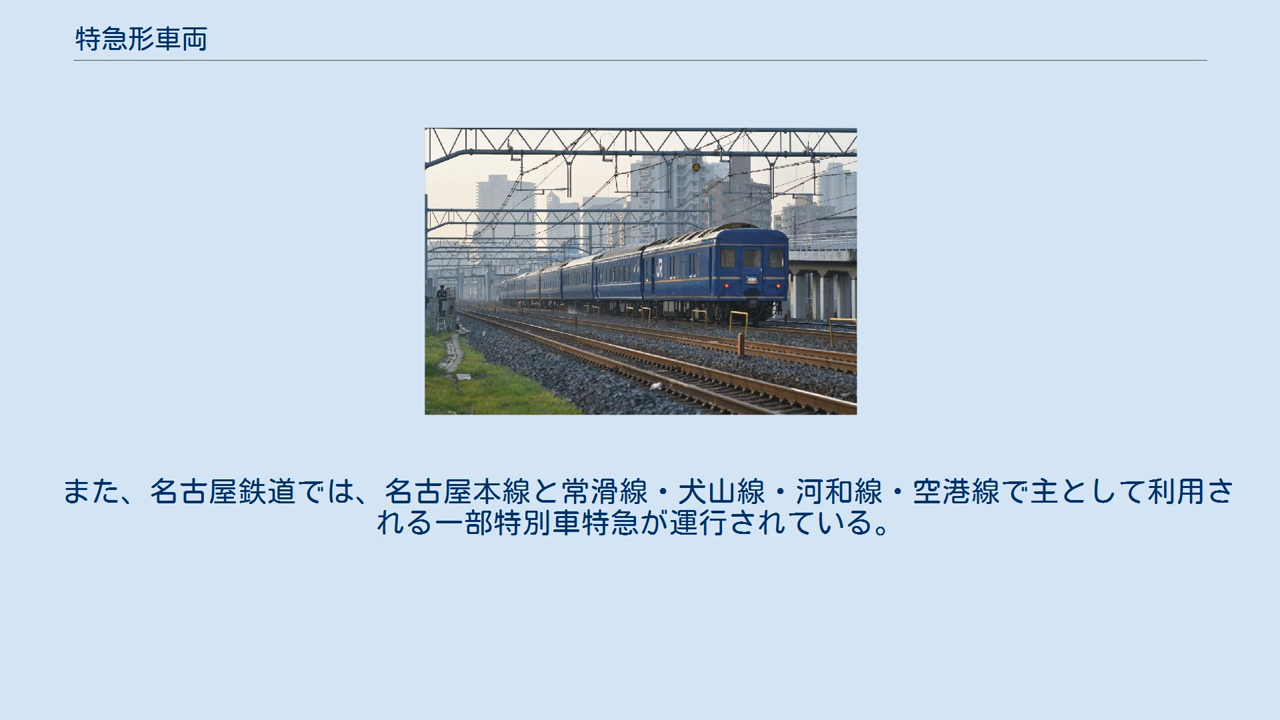 特急形車両
また、名古屋鉄道では、名古屋本線と常滑線・犬山線・河和線・空港線で主として利用さ
れる一部特別車特急が運行されている。